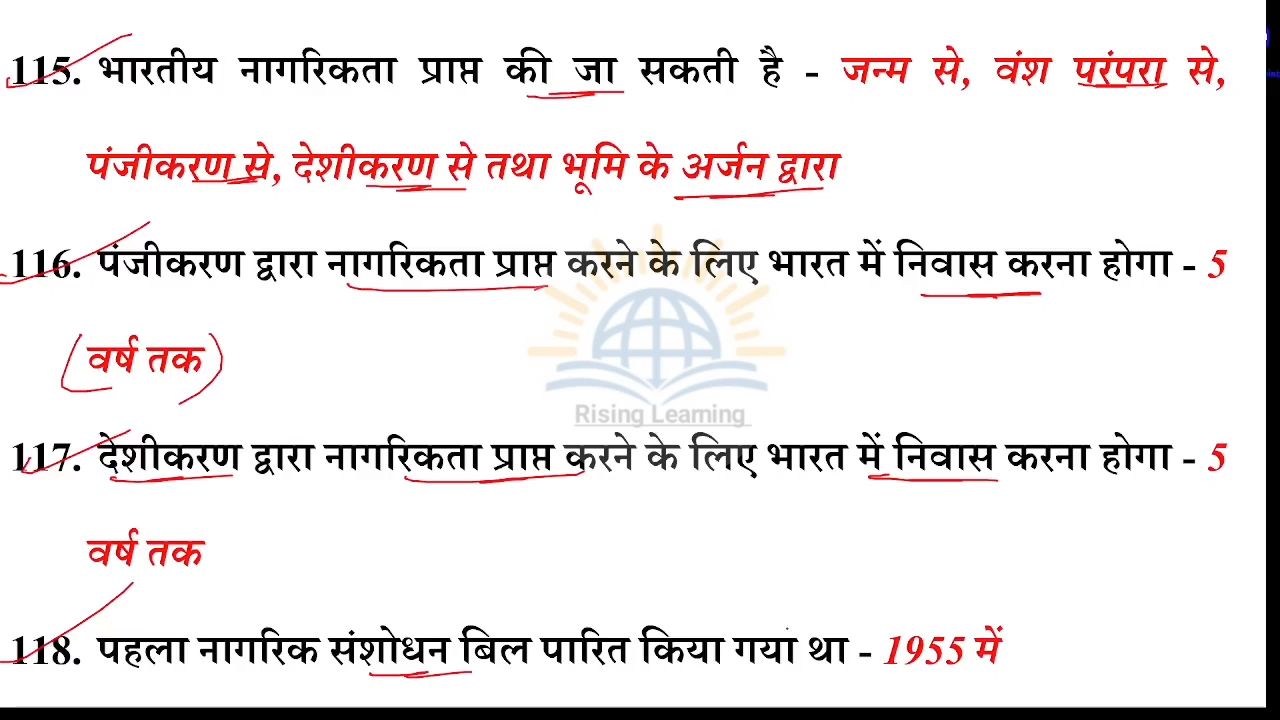 115. भारतीय नागरिकता प्राप्त की जा सकती है - जन्म से, वंश परंपरा से,
पंजीकरण से, देशीकरण से तथा भूमि के अर्जन द्वारा
116. पंजीकरण द्वारा नागरिकता प्राप्त करने के लिए भारत में निवास करना होगा - 5
वर्ष तक
Rising Learning
117. देशीकरण द्वारा नागरिकता प्राप्त करने के लिए भारत में निवास करना होगा - 5
वर्ष तक
118. पहला नागरिक संशोधन बिल पारित किया गया था - 1955 में